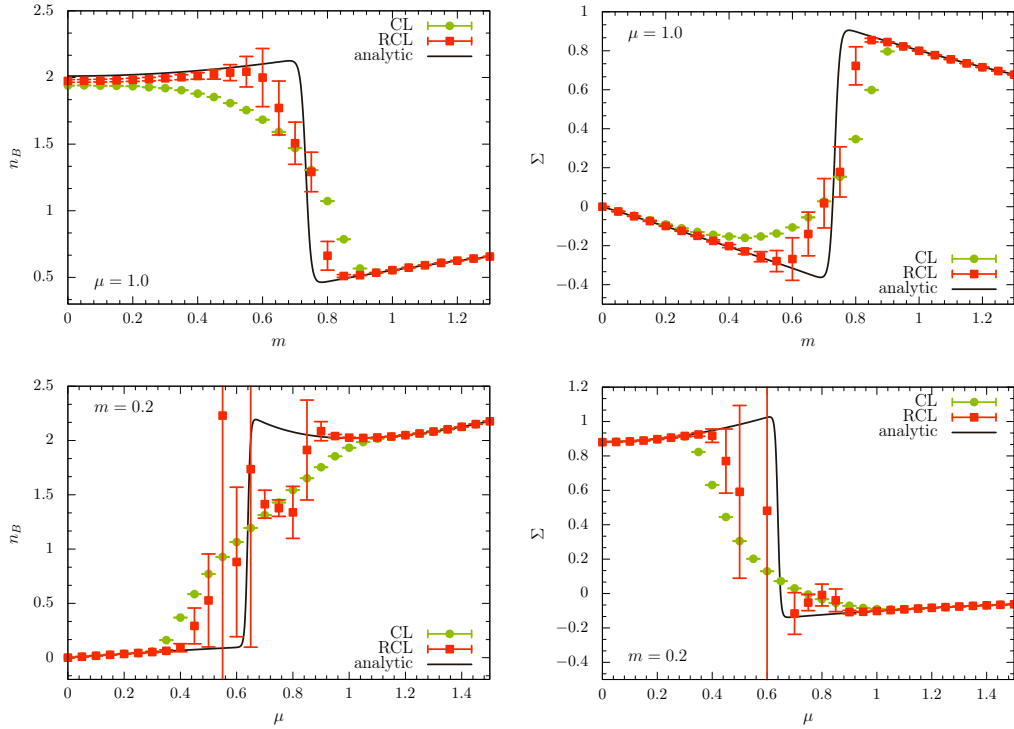 2.5
2
1.5
1
0.5
n_B
CL
RCL
analytic
μ = 1.0
0 0.2 0.4 0.6 0.8 1 1.2
m
1
0.8
0.6
0.4
0.2
0
−0.2
−0.4
Σ
μ = 1.0
CL
RCL
analytic
0 0.2 0.4 0.6 0.8 1 1.2
m
2.5
2
1.5
1
0.5
0
n_B
m = 0.2
CL
RCL
analytic
0 0.2 0.4 0.6 0.8 1 1.2 1.4
μ
1.2
1
0.8
0.6
0.4
0.2
0
−0.2
−0.4
Σ
CL
RCL
analytic
m = 0.2
0 0.2 0.4 0.6 0.8 1 1.2 1.4
μ